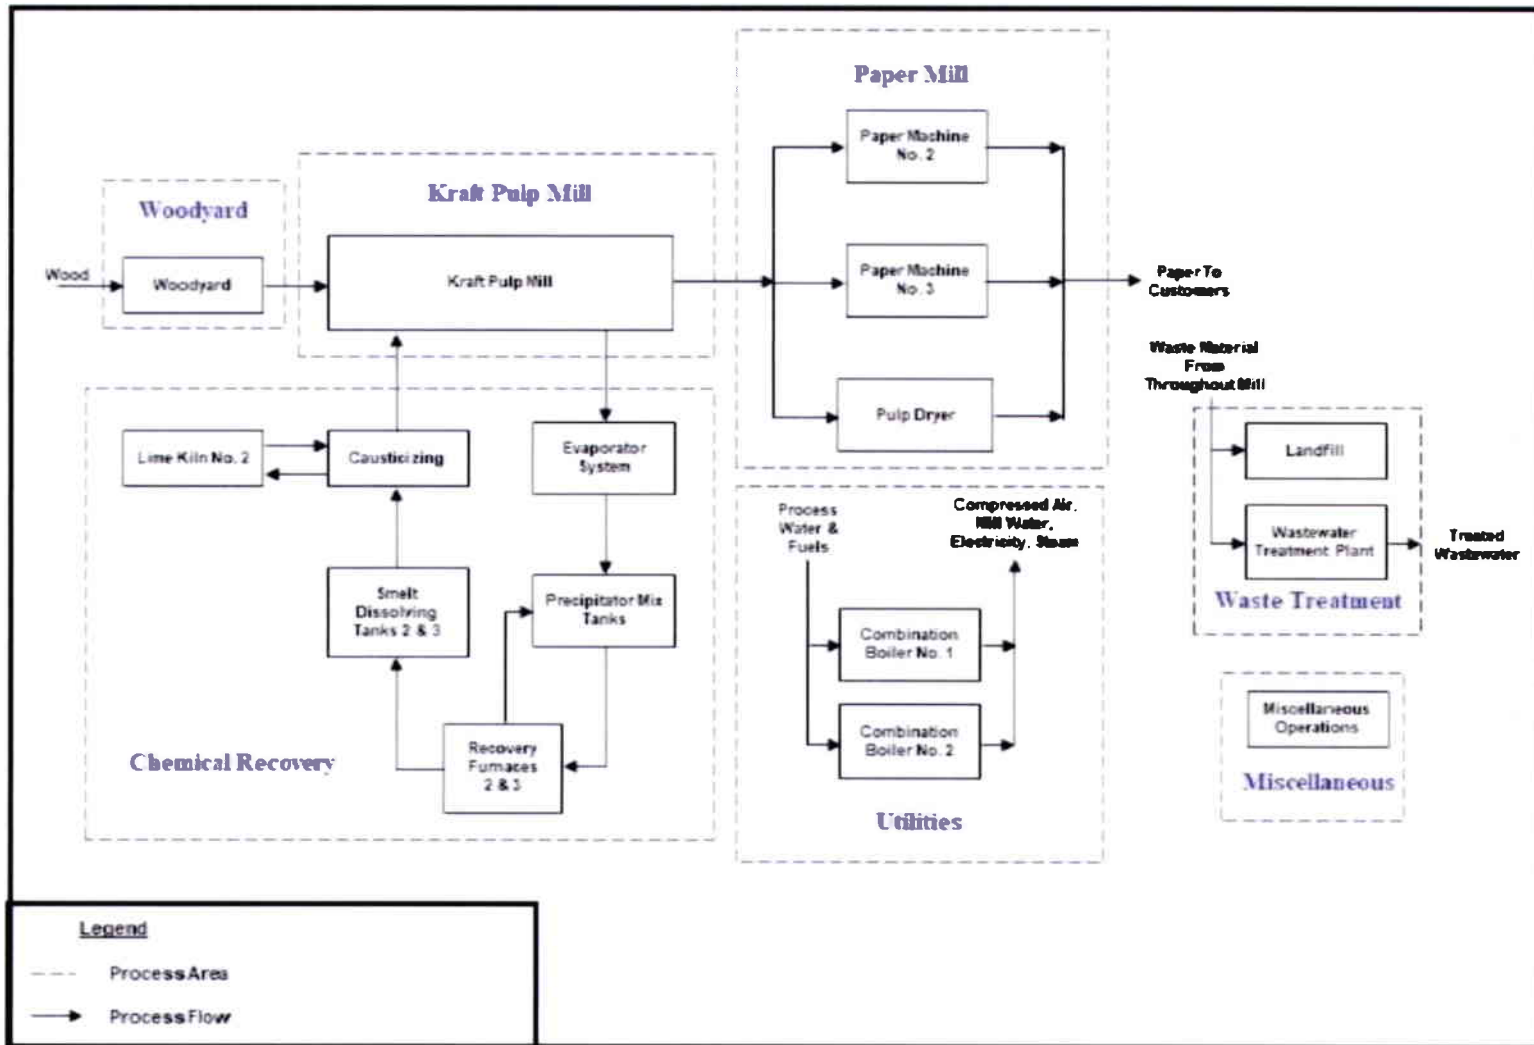 Paper Mill
Paper Machine
No. 2
Kraft Pulp Mill
Woodyard
Wood
Woodyard
Kraft Pulp Mill
Paper Machine
No. 3
Paper To
Customers
Waste Material
From
Throughout Mill
Pulp Dryer
Lime Kiln No. 2
Causticizing
Evaporator
System
Landfill
Process
Water &
Fuels
Compressed Air,
Mill Water,
Electricity, Steam
Wastewater
Treatment Plant
Treated
Wastewater
Waste Treatment
Smelt
Dissolving
Tanks 2 & 3
Precipitator Mix
Tanks
Combination
Boiler No. 1
Miscellaneous
Operations
Miscellaneous
Chemical Recovery
Recovery
Furnaces
2 & 3
Combination
Boiler No. 2
Utilities
Legend
Process Area
Process Flow